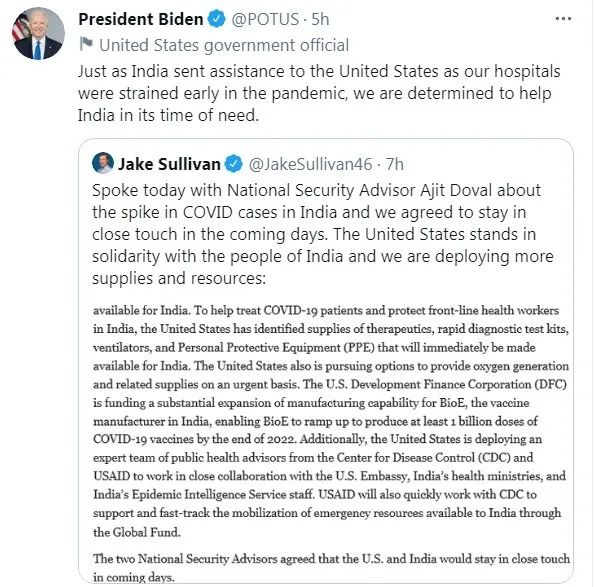 President Biden @POTUS · 5h
United States government official
Just as India sent assistance to the United States as our hospitals
were strained early in the pandemic, we are determined to help
India in its time of need.
Jake Sullivan @JakeSullivan46 · 7h
Spoke today with National Security Advisor Ajit Doval about
the spike in COVID cases in India and we agreed to stay in
close touch in the coming days. The United States stands in
solidarity with the people of India and we are deploying more
supplies and resources:
available for India. To help treat COVID-19 patients and protect front-line health workers
in India, the United States has identified supplies of therapeutics, rapid diagnostic test kits,
ventilators, and Personal Protective Equipment (PPE) that will immediately be made
available for India. The United States also is pursuing options to provide oxygen generation
and related supplies on an urgent basis. The U.S. Development Finance Corporation (DFC)
is funding a substantial expansion of manufacturing capability for BioE, the vaccine
manufacturer in India, enabling BioE to ramp up to produce at least 1 billion doses of
COVID-19 vaccines by the end of 2022. Additionally, the United States is deploying an
expert team of public health advisors from the Center for Disease Control (CDC) and
USAID to work in close collaboration with the U.S. Embassy, India's health ministries, and
India's Epidemic Intelligence Service staff. USAID will also quickly work with CDC to
support and fast-track the mobilization of emergency resources available to India through
the Global Fund.
The two National Security Advisors agreed that the U.S. and India would stay in close touch
in coming days.